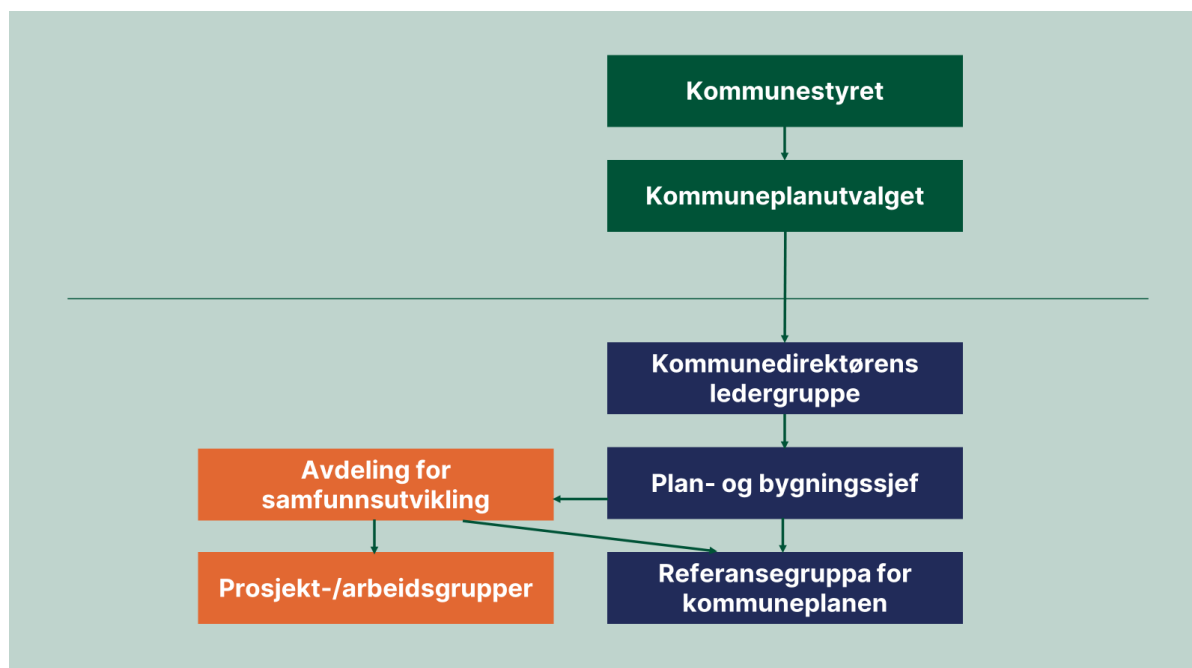 Kommunestyret
Kommuneplanutvalget
Kommunedirektørens
ledergruppe
Avdeling for
samfunnsutvikling
Plan- og bygningssjef
Prosjekt-/arbeidsgrupper
Referansegruppa for
kommuneplanen